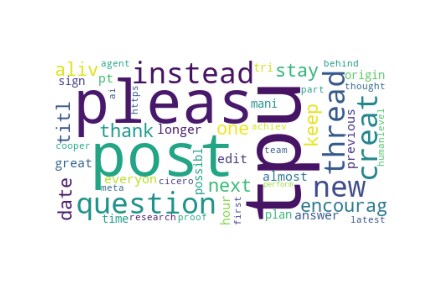 agent
behind
aliv
instead
tri
stay
origin
sign
pt
ai
https
mani
part
thought
pleas
tpu
titl
post
thread
creat
keep
previous
humanlevel
thank
longer
one
achiev
cooper
possibl
edit
team
great
everyon
cicero
next
almost
perform
new
date
meta
question
hour
first
plan
answer
encourag
time
research
proof
latest